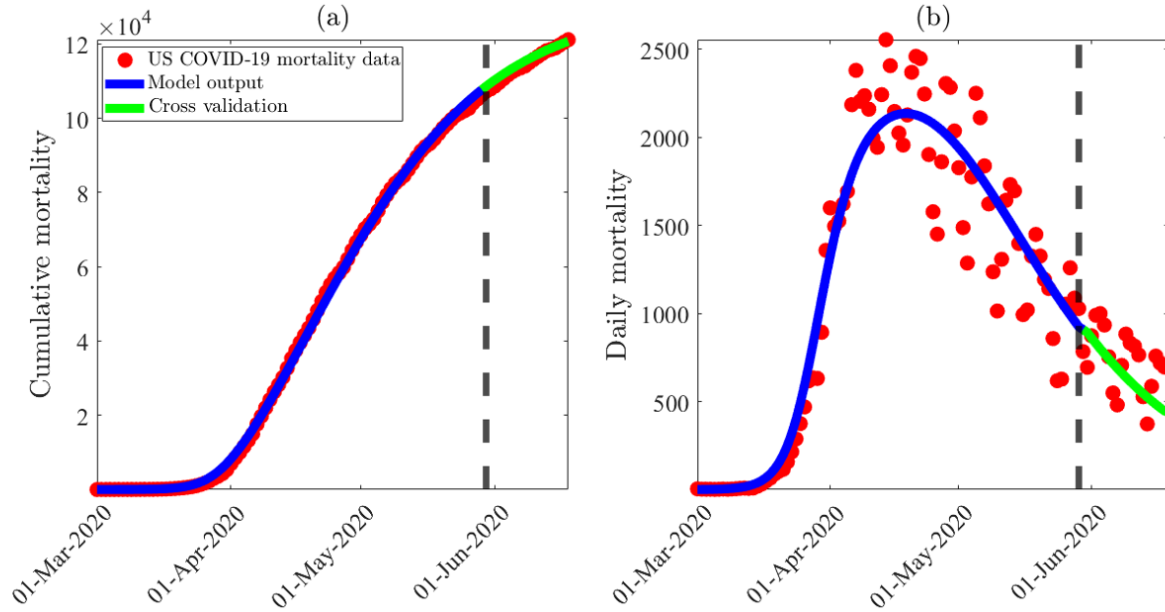 (a)
×10⁴
12
10
8
6
4
2
Cumulative mortality
US COVID-19 mortality data
Model output
Cross validation
01-Mar-2020
01-Apr-2020
01-May-2020
01-Jun-2020
(b)
2500
2000
1500
1000
500
Daily mortality
01-Mar-2020
01-Apr-2020
01-May-2020
01-Jun-2020